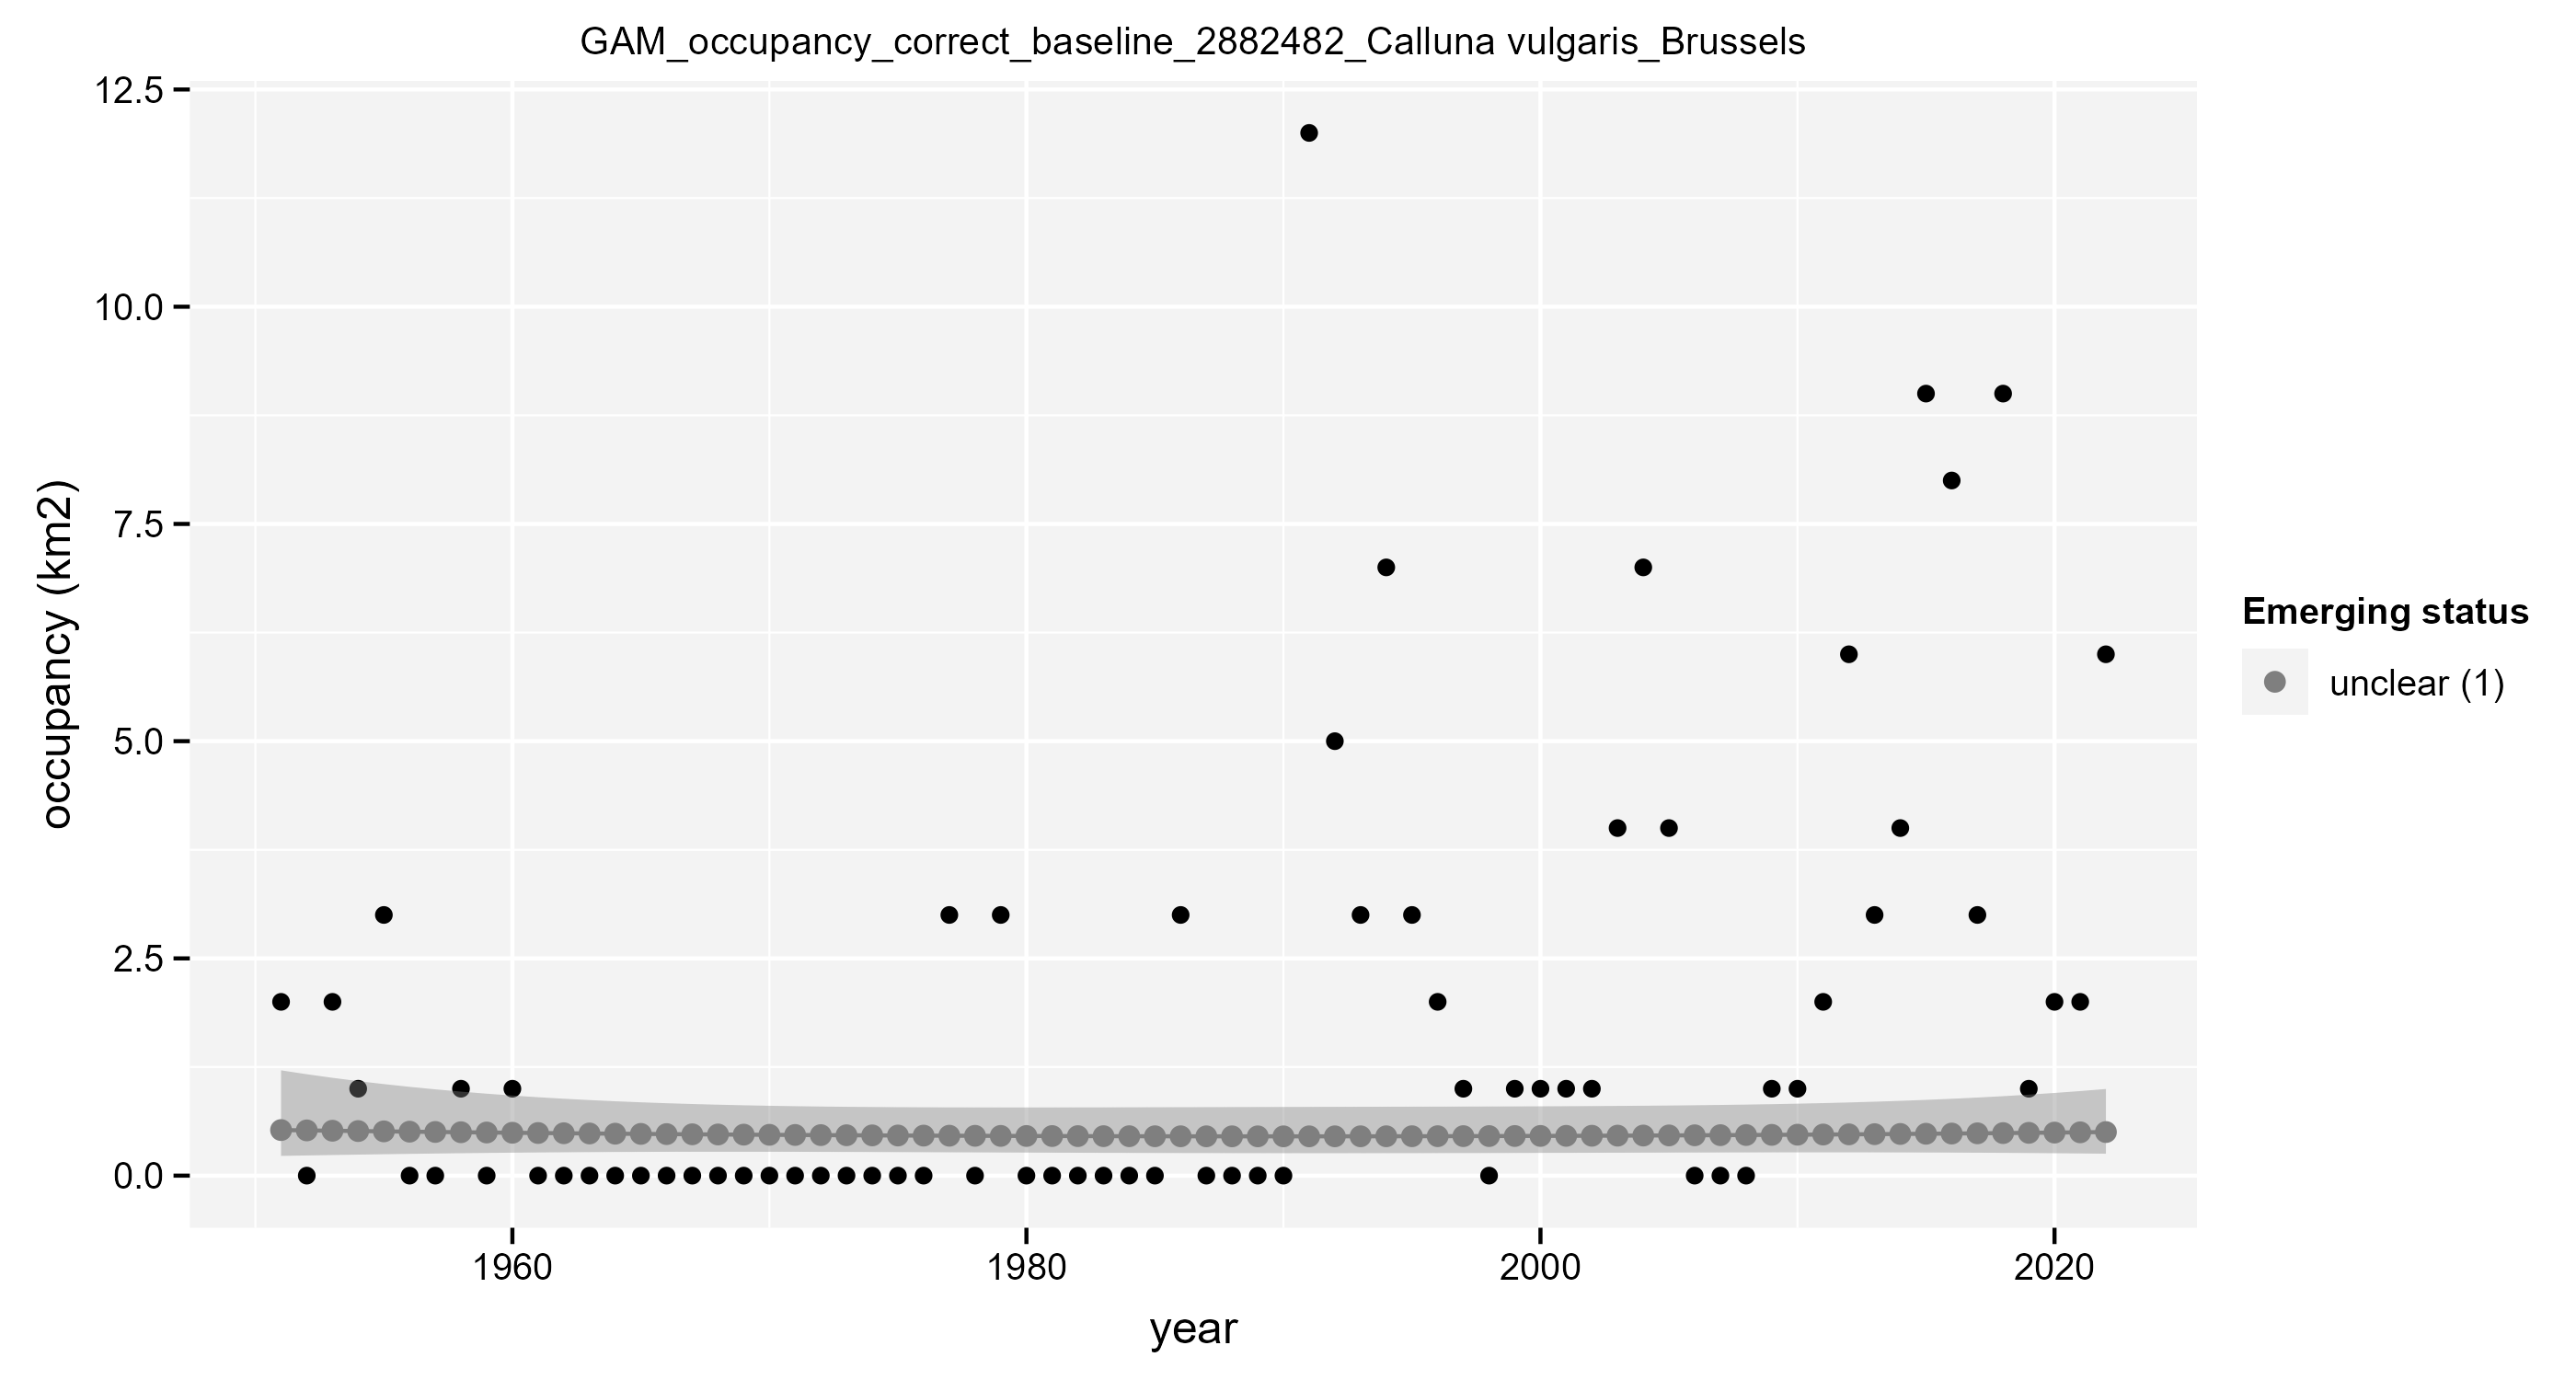 GAM_occupancy_correct_baseline_2882482_Calluna vulgaris_Brussels
12.5
10.0
7.5
5.0
2.5
0.0
occupancy (km2)
1960 1980 2000 2020
year
Emerging status
unclear (1)